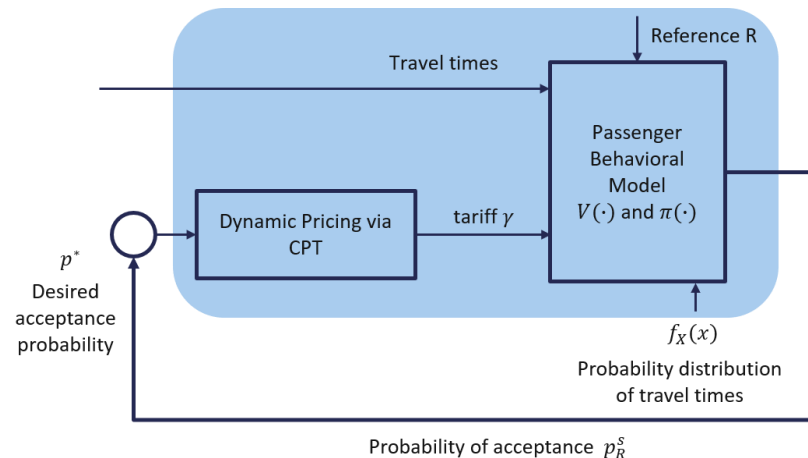 Reference R
Travel times
Passenger
Behavioral
Model
V(·) and π(·)
Dynamic Pricing via
CPT
tariff γ
p*
Desired
acceptance
probability
f_X(x)
Probability distribution
of travel times
Probability of acceptance p_R^s